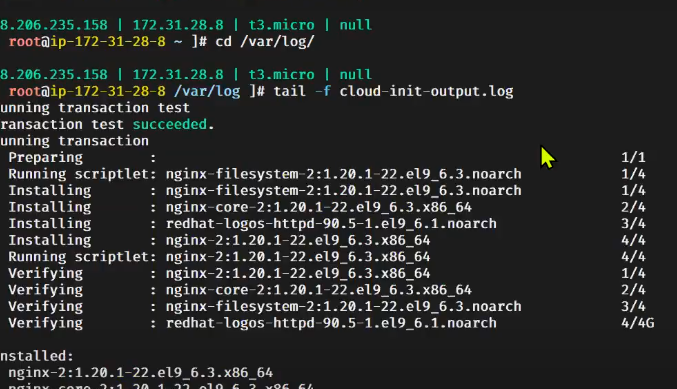 8.206.235.158 | 172.31.28.8 | t3.micro | null
root@ip-172-31-28-8 ~ ]# cd /var/log/
8.206.235.158 | 172.31.28.8 | t3.micro | null
root@ip-172-31-28-8 /var/log ]# tail -f cloud-init-output.log
unning transaction test
ransaction test succeeded.
unning transaction
Preparing : 1/1
Running scriptlet: nginx-filesystem-2:1.20.1-22.el9_6.3.noarch 1/4
Installing : nginx-filesystem-2:1.20.1-22.el9_6.3.noarch 1/4
Installing : nginx-core-2:1.20.1-22.el9_6.3.x86_64 2/4
Installing : redhat-logos-httpd-90.5-1.el9_6.1.noarch 3/4
Installing : nginx-2:1.20.1-22.el9_6.3.x86_64 4/4
Running scriptlet: nginx-2:1.20.1-22.el9_6.3.x86_64 4/4
Verifying : nginx-2:1.20.1-22.el9_6.3.x86_64 1/4
Verifying : nginx-core-2:1.20.1-22.el9_6.3.x86_64 2/4
Verifying : nginx-filesystem-2:1.20.1-22.el9_6.3.noarch 3/4
Verifying : redhat-logos-httpd-90.5-1.el9_6.1.noarch 4/4G
nstalled:
nginx-2:1.20.1-22.el9_6.3.x86_64
nginx-core-2:1.20.1-22.el9_6.3.x86_64